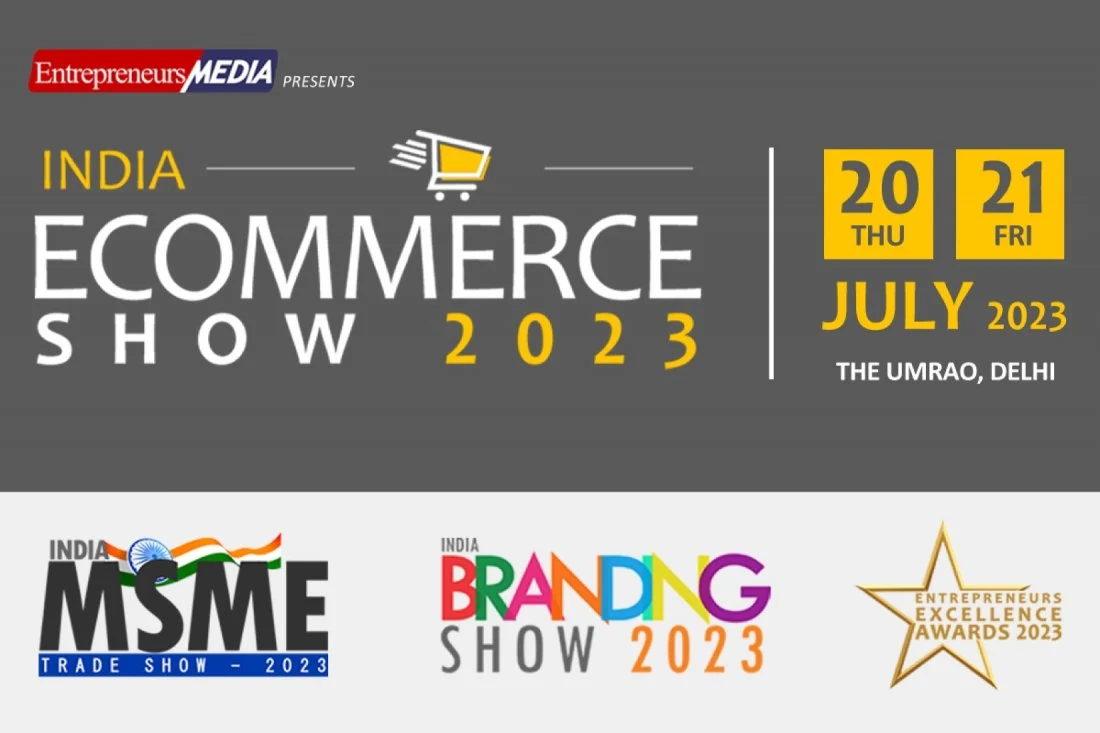 EntrepreneursMEDIA PRESENTS
INDIA
ECOMMERCE
SHOW 2023
20 THU
21 FRI
JULY 2023
THE UMRAO, DELHI
INDIA
MSME
TRADE SHOW - 2023
INDIA
BRANDING
SHOW 2023
ENTREPRENEURS
EXCELLENCE
AWARDS 2023